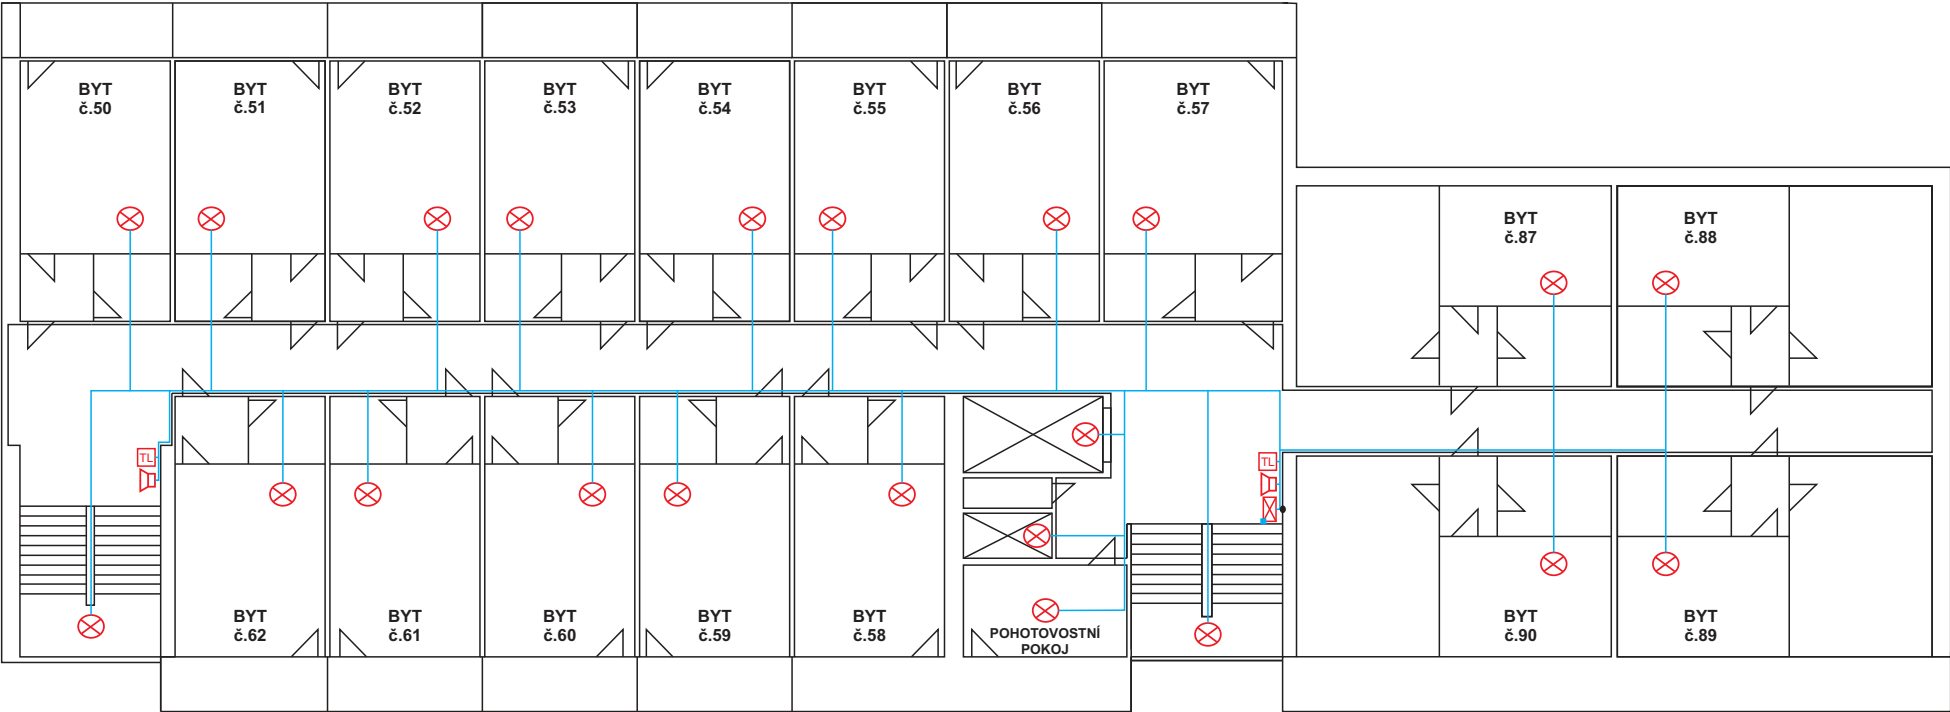 BYT
č.50
BYT
č.51
BYT
č.52
BYT
č.53
BYT
č.54
BYT
č.55
BYT
č.56
BYT
č.57
BYT
č.87
BYT
č.88
TL
TL
BYT
č.62
BYT
č.61
BYT
č.60
BYT
č.59
BYT
č.58
POHOTOVOSTNÍ
POKOJ
BYT
č.90
BYT
č.89